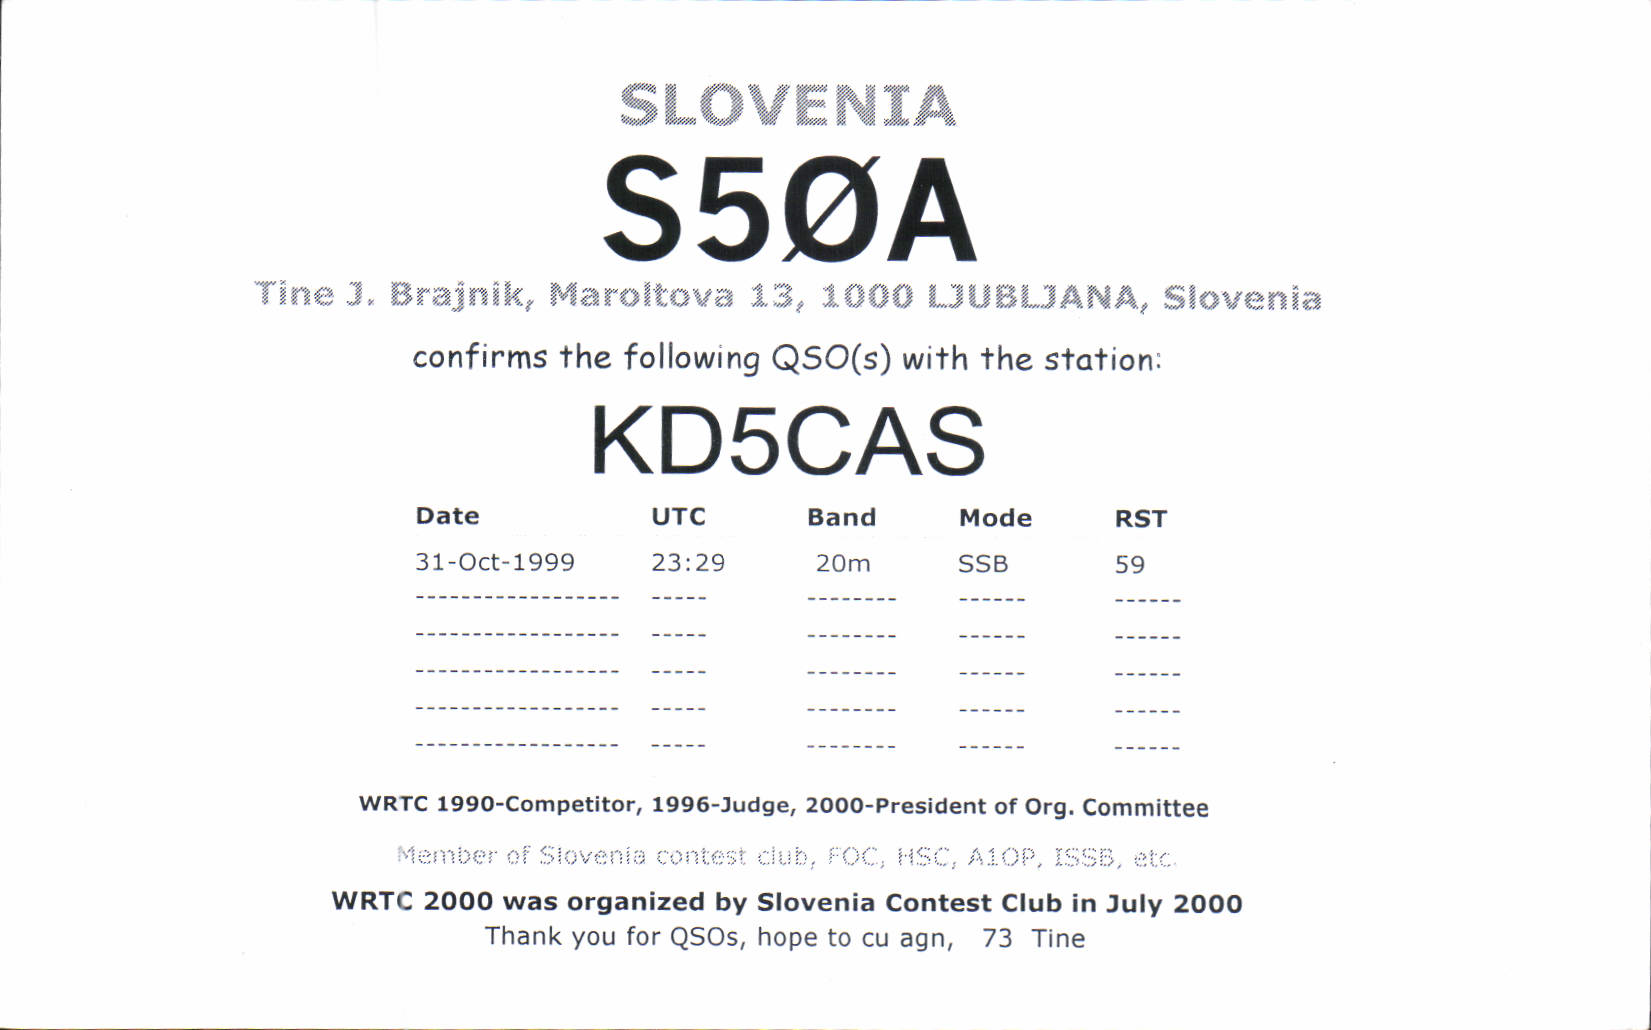 SLOVENIA
S5ØA
Tine J. Brajnik, Maroltova 13, 1000 LJUBLJANA, Slovenia
confirms the following QSO(s) with the station:
KD5CAS
Date UTC Band Mode RST
31-Oct-1999 23:29 20m SSB 59
------------------ ----- -------- ------ ------
------------------ ----- -------- ------ ------
------------------ ----- -------- ------ ------
------------------ ----- -------- ------ ------
------------------ ----- -------- ------ ------
WRTC 1990-Competitor, 1996-Judge, 2000-President of Org. Committee
Member of Slovenia contest club, FOC, HSC, A1OP, ISSB, etc.
WRTC 2000 was organized by Slovenia Contest Club in July 2000
Thank you for QSOs, hope to cu agn, 73 Tine